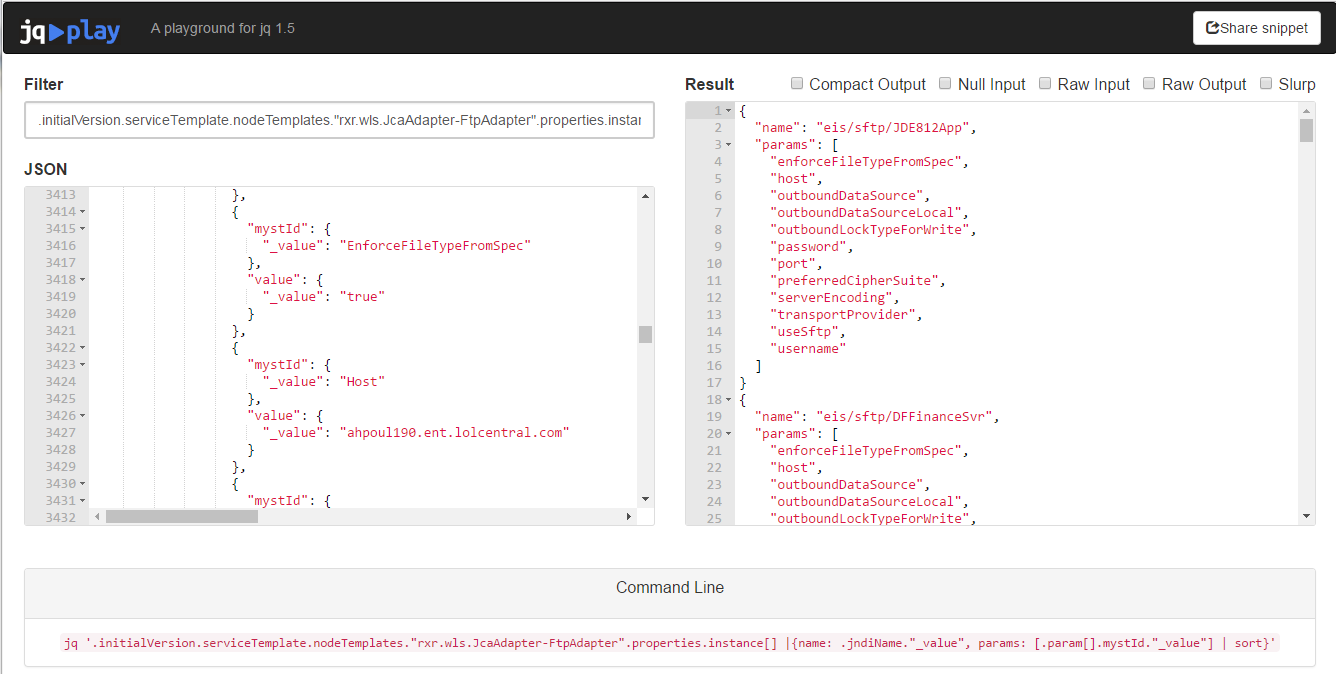 jq play
A playground for jq 1.5
Share snippet
Filter
.initialVersion.serviceTemplate.nodeTemplates."rxr.wls.JcaAdapter-FtpAdapter".properties.instan
JSON
3413 },
3414 {
3415 "mystId": {
3416 "_value": "EnforceFileTypeFromSpec"
3417 },
3418 "value": {
3419 "_value": "true"
3420 }
3421 },
3422 {
3423 "mystId": {
3424 "_value": "Host"
3425 },
3426 "value": {
3427 "_value": "ahpoul190.ent.lolcentral.com"
3428 }
3429 },
3430 {
3431 "mystId": {
3432
Result
Compact Output Null Input Raw Input Raw Output Slurp
1 {
2 "name": "eis/sftp/JDE812App",
3 "params": [
4 "enforceFileTypeFromSpec",
5 "host",
6 "outboundDataSource",
7 "outboundDataSourceLocal",
8 "outboundLockTypeForWrite",
9 "password",
10 "port",
11 "preferredCipherSuite",
12 "serverEncoding",
13 "transportProvider",
14 "useSftp",
15 "username"
16 ]
17 }
18 {
19 "name": "eis/sftp/DFFinanceSvr",
20 "params": [
21 "enforceFileTypeFromSpec",
22 "host",
23 "outboundDataSource",
24 "outboundDataSourceLocal",
25 "outboundLockTypeForWrite",
Command Line
jq '.initialVersion.serviceTemplate.nodeTemplates."rxr.wls.JcaAdapter-FtpAdapter".properties.instance[] |{name: .jndiName."_value", params: [.param[].mystId."_value"] | sort}'